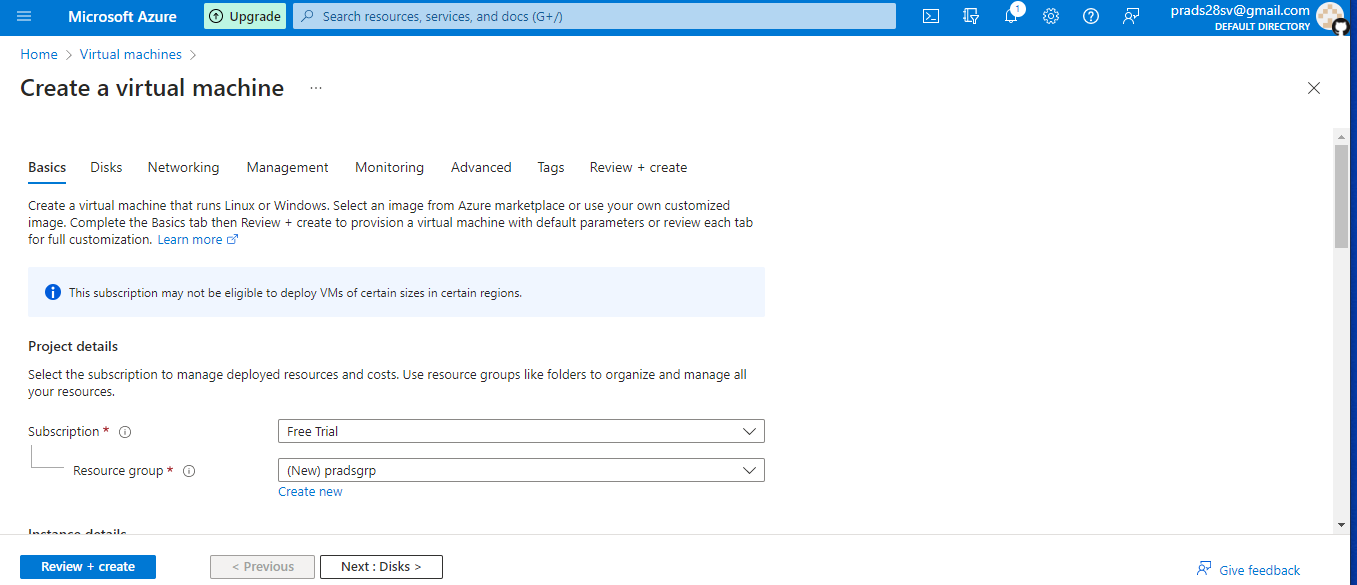 Microsoft Azure
Upgrade
Search resources, services, and docs (G+/)
1
prads28sv@gmail.com
DEFAULT DIRECTORY
Home > Virtual machines >
Create a virtual machine ...
Basics Disks Networking Management Monitoring Advanced Tags Review + create
Create a virtual machine that runs Linux or Windows. Select an image from Azure marketplace or use your own customized
image. Complete the Basics tab then Review + create to provision a virtual machine with default parameters or review each tab
for full customization. Learn more
This subscription may not be eligible to deploy VMs of certain sizes in certain regions.
Project details
Select the subscription to manage deployed resources and costs. Use resource groups like folders to organize and manage all
your resources.
Subscription *
Free Trial
Resource group *
(New) pradsgrp
Create new
Instance details
Review + create
< Previous
Next : Disks >
Give feedback